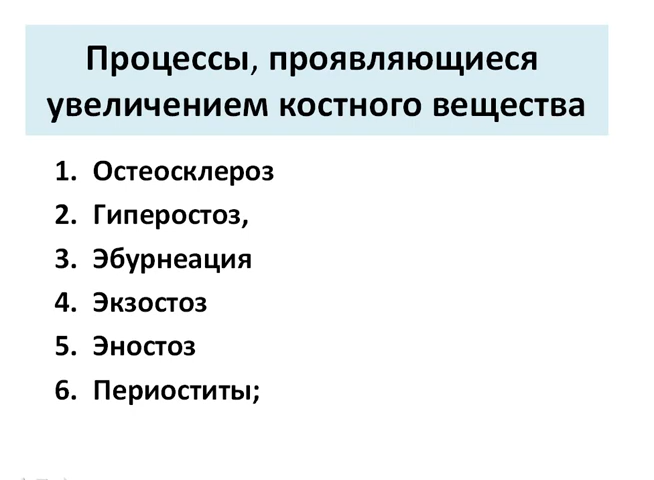 Процессы, проявляющиеся
увеличением костного вещества
1. Остеосклероз
2. Гиперостоз,
3. Эбурнеация
4. Экзостоз
5. Эностоз
6. Периоститы;